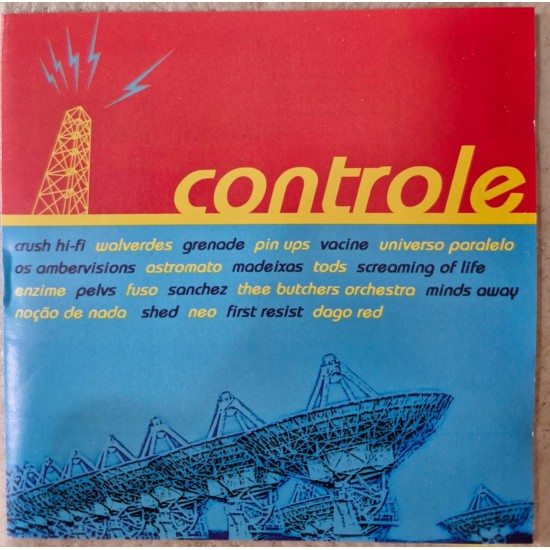 controle
crush hi-fi walverdes grenade pin ups vacine universo paralelo
os ambervisions astromato madeixas tods screaming of life
enzime pelvs fuso sanchez thee butchers orchestra minds away
noção de nada shed neo first resist dago red